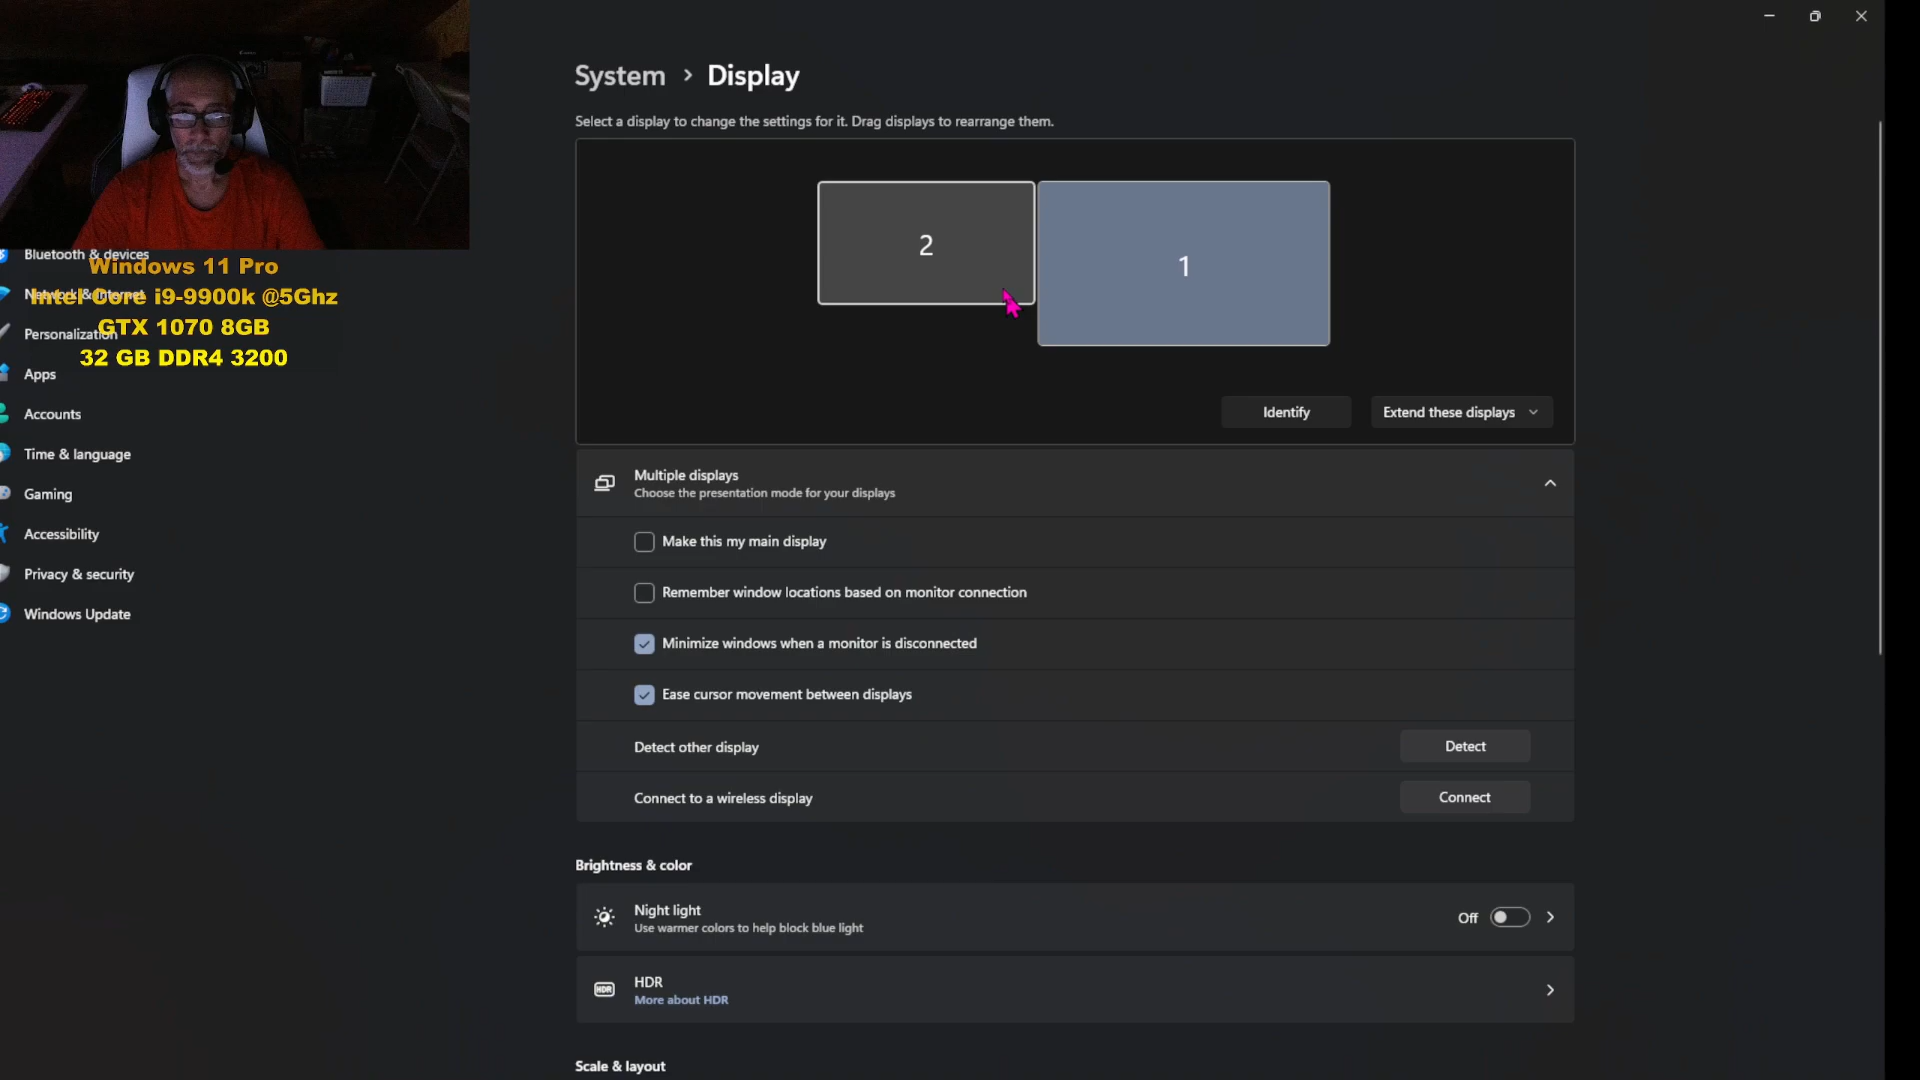 System > Display
Select a display to change the settings for it. Drag displays to rearrange them.
2
1
Identify
Extend these displays
Multiple displays
Choose the presentation mode for your displays
Make this my main display
Remember window locations based on monitor connection
Minimize windows when a monitor is disconnected
Ease cursor movement between displays
Detect other display
Detect
Connect to a wireless display
Connect
Brightness & color
Night light
Use warmer colors to help block blue light
Off
HDR
HDR
More about HDR
Scale & layout
Bluetooth & devices
Windows 11 Pro
Network & internet
Intel Core i9-9900k @5Ghz
Personalization
GTX 1070 8GB
32 GB DDR4 3200
Apps
Accounts
Time & language
Gaming
Accessibility
Privacy & security
Windows Update